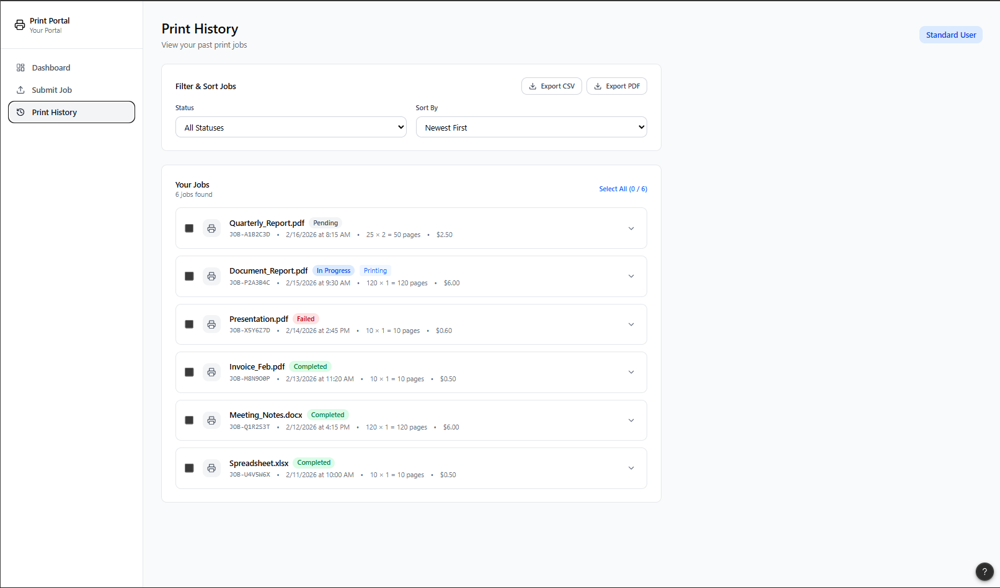 Print Portal
Your Portal
Dashboard
Submit Job
Print History
Print History
View your past print jobs
Standard User
Filter & Sort Jobs
Export CSV
Export PDF
Status
Sort By
All Statuses
Newest First
Your Jobs
6 jobs found
Select All (0 / 6)
Quarterly_Report.pdf Pending
JOB-A1B2C3D • 2/16/2026 at 8:15 AM • 25 × 2 = 50 pages • $2.50
Document_Report.pdf In Progress Printing
JOB-P2A3B4C • 2/15/2026 at 9:30 AM • 120 × 1 = 120 pages • $6.00
Presentation.pdf Failed
JOB-X5Y6Z7D • 2/14/2026 at 2:45 PM • 10 × 1 = 10 pages • $0.60
Invoice_Feb.pdf Completed
JOB-M8N9O0P • 2/13/2026 at 11:20 AM • 10 × 1 = 10 pages • $0.50
Meeting_Notes.docx Completed
JOB-Q1R2S3T • 2/12/2026 at 4:15 PM • 120 × 1 = 120 pages • $6.00
Spreadsheet.xlsx Completed
JOB-U4V5W6X • 2/11/2026 at 10:00 AM • 10 × 1 = 10 pages • $0.50
?